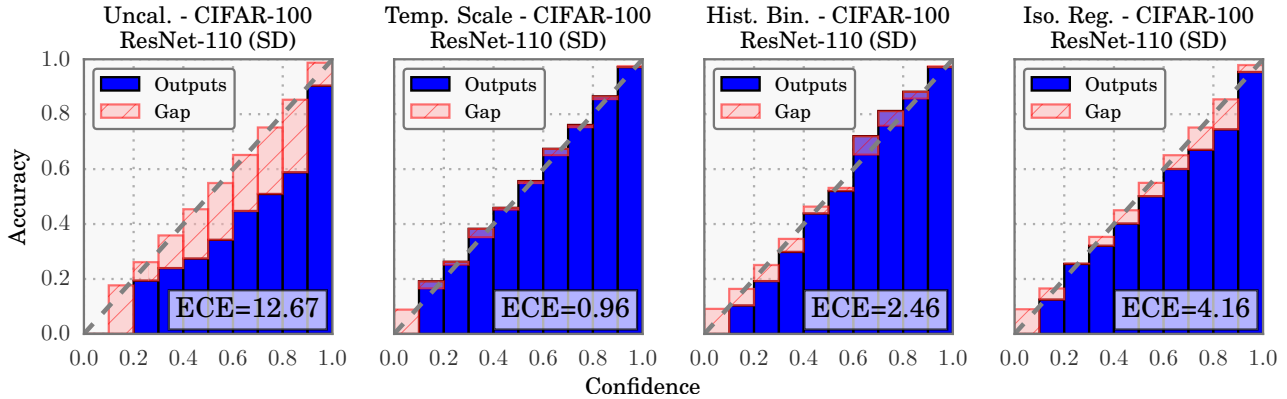 Uncal. - CIFAR-100
ResNet-110 (SD)
Temp. Scale - CIFAR-100
ResNet-110 (SD)
Hist. Bin. - CIFAR-100
ResNet-110 (SD)
Iso. Reg. - CIFAR-100
ResNet-110 (SD)
Accuracy
1.0
0.8
0.6
0.4
0.2
0.0
Outputs
Gap
ECE=12.67
0.0 0.2 0.4 0.6 0.8 1.0
Outputs
Gap
ECE=0.96
0.0 0.2 0.4 0.6 0.8 1.0
Outputs
Gap
ECE=2.46
0.0 0.2 0.4 0.6 0.8 1.0
Outputs
Gap
ECE=4.16
0.0 0.2 0.4 0.6 0.8 1.0
Confidence